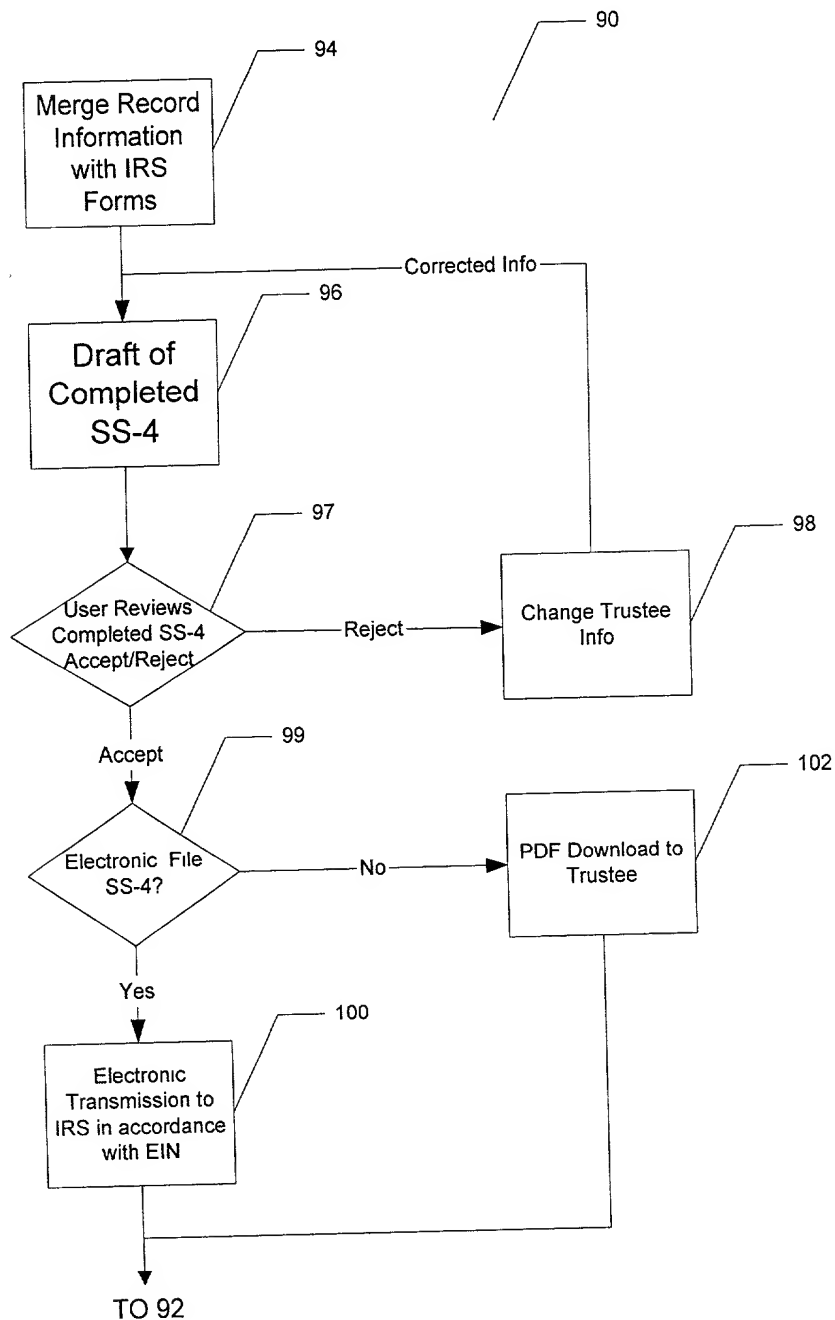 94
90
Merge Record
Information
with IRS
Forms
Corrected Info
96
Draft of
Completed
SS-4
97
98
User Reviews
Completed SS-4
Accept/Reject
Reject
Change Trustee
Info
Accept
99
102
Electronic File
SS-4?
No
PDF Download to
Trustee
Yes
100
Electronic
Transmission to
IRS in accordance
with EIN
TO 92